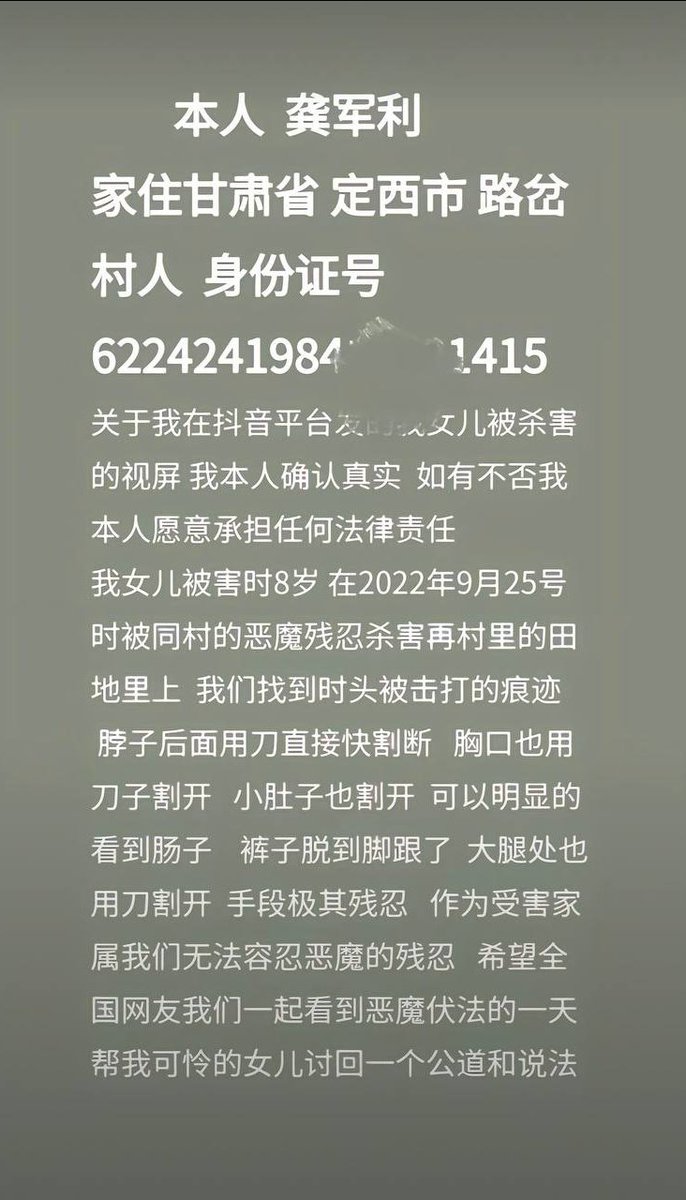 本人 龚军利
家住甘肃省 定西市 路岔
村人 身份证号
6224241984 1415
关于我在抖音平台发的我女儿被杀害
的视屏 我本人确认真实 如有不否我
本人愿意承担任何法律责任
我女儿被害时8岁 在2022年9月25号
时被同村的恶魔残忍杀害再村里的田
地里上 我们找到时头被击打的痕迹
脖子后面用刀直接快割断 胸口也用
刀子割开 小肚子也割开 可以明显的
看到肠子 裤子脱到脚跟了 大腿处也
用刀割开 手段极其残忍 作为受害家
属我们无法容忍恶魔的残忍 希望全
国网友我们一起看到恶魔伏法的一天
帮我可怜的女儿讨回一个公道和说法